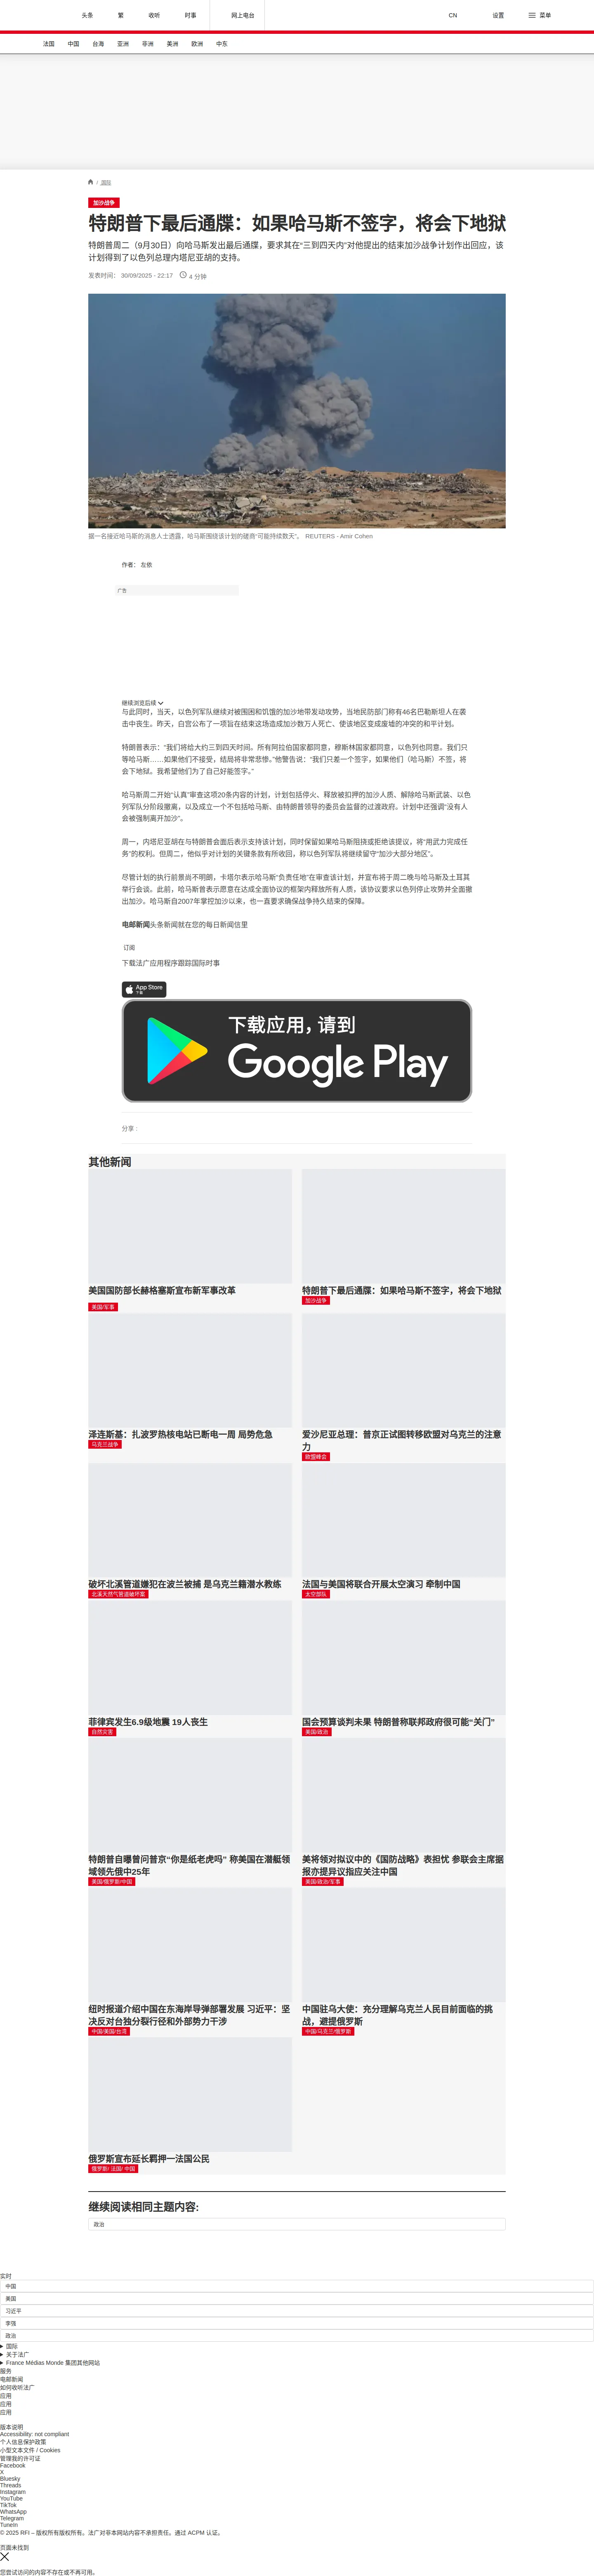 头条
繁
收听
时事
网上电台
CN
设置
菜单
法国
中国
台海
亚洲
非洲
美洲
欧洲
中东
/ 国际
加沙战争
特朗普下最后通牒：如果哈马斯不签字，将会下地狱
特朗普周二（9月30日）向哈马斯发出最后通牒，要求其在“三到四天内”对他提出的结束加沙战争计划作出回应，该
计划得到了以色列总理内塔尼亚胡的支持。
发表时间： 30/09/2025 - 22:17
4 分钟
据一名接近哈马斯的消息人士透露，哈马斯围绕该计划的磋商“可能持续数天”。 REUTERS - Amir Cohen
作者： 左依
广告
继续浏览后续
与此同时，当天，以色列军队继续对被围困和饥饿的加沙地带发动攻势，当地民防部门称有46名巴勒斯坦人在袭
击中丧生。昨天，白宫公布了一项旨在结束这场造成加沙数万人死亡、使该地区变成废墟的冲突的和平计划。
特朗普表示：“我们将给大约三到四天时间。所有阿拉伯国家都同意，穆斯林国家都同意，以色列也同意。我们只
等哈马斯……如果他们不接受，结局将非常悲惨。”他警告说：“我们只差一个签字，如果他们（哈马斯）不签，将
会下地狱。我希望他们为了自己好能签字。”
哈马斯周二开始“认真”审查这项20条内容的计划，计划包括停火、释放被扣押的加沙人质、解除哈马斯武装、以色
列军队分阶段撤离，以及成立一个不包括哈马斯、由特朗普领导的委员会监督的过渡政府。计划中还强调“没有人
会被强制离开加沙”。
周一，内塔尼亚胡在与特朗普会面后表示支持该计划，同时保留如果哈马斯阻挠或拒绝该提议，将“用武力完成任
务”的权利。但周二，他似乎对计划的关键条款有所收回，称以色列军队将继续留守“加沙大部分地区”。
尽管计划的执行前景尚不明朗，卡塔尔表示哈马斯“负责任地”在审查该计划，并宣布将于周二晚与哈马斯及土耳其
举行会谈。此前，哈马斯曾表示愿意在达成全面协议的框架内释放所有人质，该协议要求以色列停止攻势并全面撤
出加沙。哈马斯自2007年掌控加沙以来，也一直要求确保战争持久结束的保障。
电邮新闻头条新闻就在您的每日新闻信里
订阅
下载法广应用程序跟踪国际时事
App Store
下载
下载应用，请到
Google Play
分享 :
其他新闻
美国国防部长赫格塞斯宣布新军事改革
美国/军事
特朗普下最后通牒：如果哈马斯不签字，将会下地狱
加沙战争
泽连斯基：扎波罗热核电站已断电一周 局势危急
乌克兰战争
爱沙尼亚总理：普京正试图转移欧盟对乌克兰的注意
力
欧盟峰会
破坏北溪管道嫌犯在波兰被捕 是乌克兰籍潜水教练
北溪天然气管道破坏案
法国与美国将联合开展太空演习 牵制中国
太空部队
菲律宾发生6.9级地震 19人丧生
自然灾害
国会预算谈判未果 特朗普称联邦政府很可能“关门”
美国/政治
特朗普自曝曾问普京“你是纸老虎吗” 称美国在潜艇领
域领先俄中25年
美国/俄罗斯/中国
美将领对拟议中的《国防战略》表担忧 参联会主席据
报亦提异议指应关注中国
美国/政治/军事
纽时报道介绍中国在东海岸导弹部署发展 习近平：坚
决反对台独分裂行径和外部势力干涉
中国/美国/台湾
中国驻乌大使：充分理解乌克兰人民目前面临的挑
战，避提俄罗斯
中国/乌克兰/俄罗斯
俄罗斯宣布延长羁押一法国公民
俄罗斯/ 法国/ 中国
继续阅读相同主题内容:
政治
实时
中国
美国
习近平
李强
政治
国际
关于法广
France Médias Monde 集团其他网站
服务
电邮新闻
如何收听法广
应用
应用
应用
版本说明
Accessibility: not compliant
个人信息保护政策
小型文本文件 / Cookies
管理我的许可证
Facebook
X
Bluesky
Threads
Instagram
YouTube
TikTok
WhatsApp
Telegram
TuneIn
© 2025 RFI – 版权所有版权所有。法广对非本网站内容不承担责任。通过 ACPM 认证。
页面未找到
您尝试访问的内容不存在或不再可用。